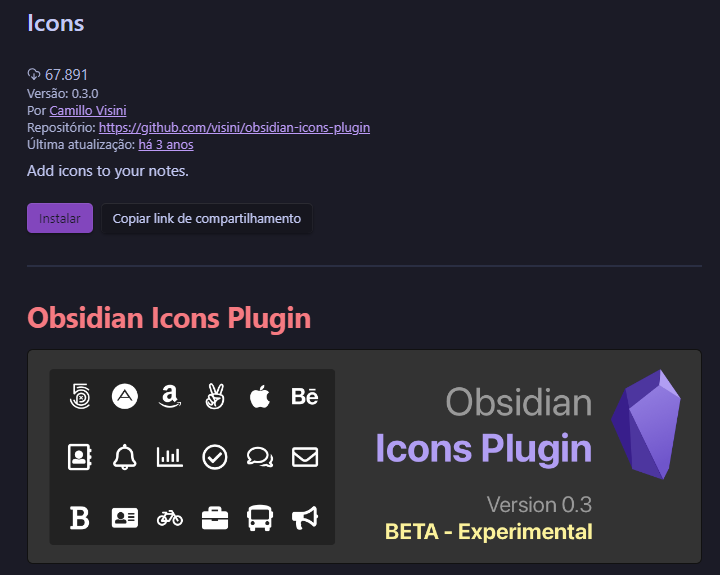 Icons
67.891
Versão: 0.3.0
Por Camillo Visini
Repositório: https://github.com/visini/obsidian-icons-plugin
Última atualização: há 3 anos
Add icons to your notes.
Instalar Copiar link de compartilhamento
Obsidian Icons Plugin
Obsidian
Icons Plugin
Version 0.3
BETA - Experimental